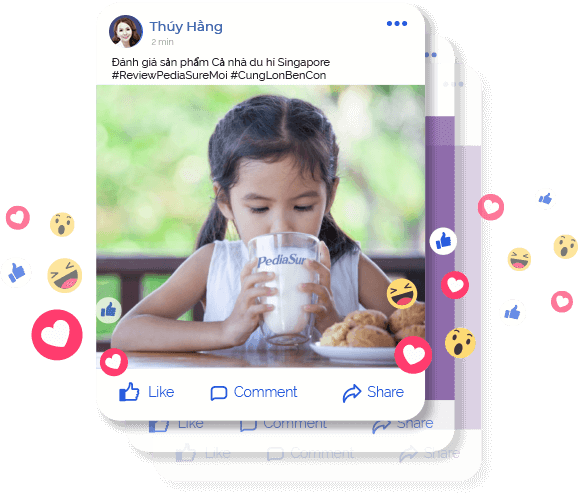 Thúy Hằng
2 min
Đánh giá sản phẩm Cả nhà du hí Singapore
#ReviewPediaSureMoi #CungLonBenCon
PediaSure
Like Comment Share
Like Comment Share
Like Comment Share